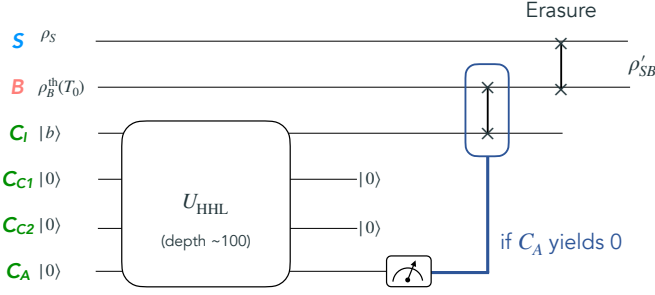 Erasure
S ρ_S
B ρ_B^th(T_0) ρ′_SB
C_I |b⟩
C_C1 |0⟩ |0⟩
U_HHL
C_C2 |0⟩ |0⟩
(depth ~100)
if C_A yields 0
C_A |0⟩